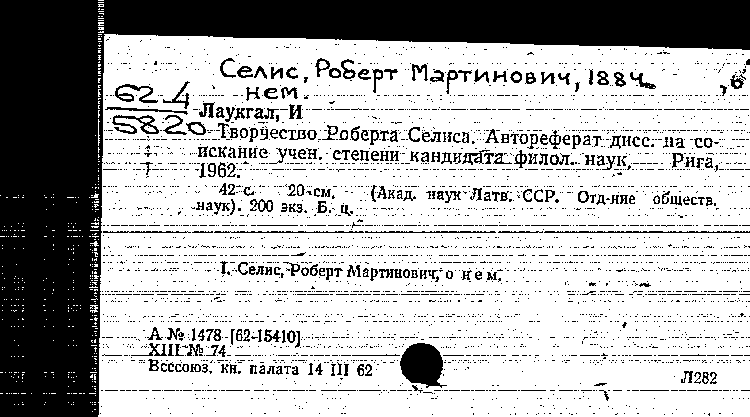 Селис, Роберт Мартинович, 1884, о
нем.
62 Д
5820
Лаукгал, И
Творчество Роберта Селиса. Автореферат дисс. на со-
искание учен. степени кандидата филол. наук. Рига,
1962.
42 с. 20 см. (Акад. наук Латв. ССР. Отд-ние обществ.
наук). 200 экз. Б. ц.
1. Селис, Роберт Мартинович, о нем.
А № 1478 [62-15410]
XIII № 74
Всесоюз. кн. палата 14 III 62
Л282